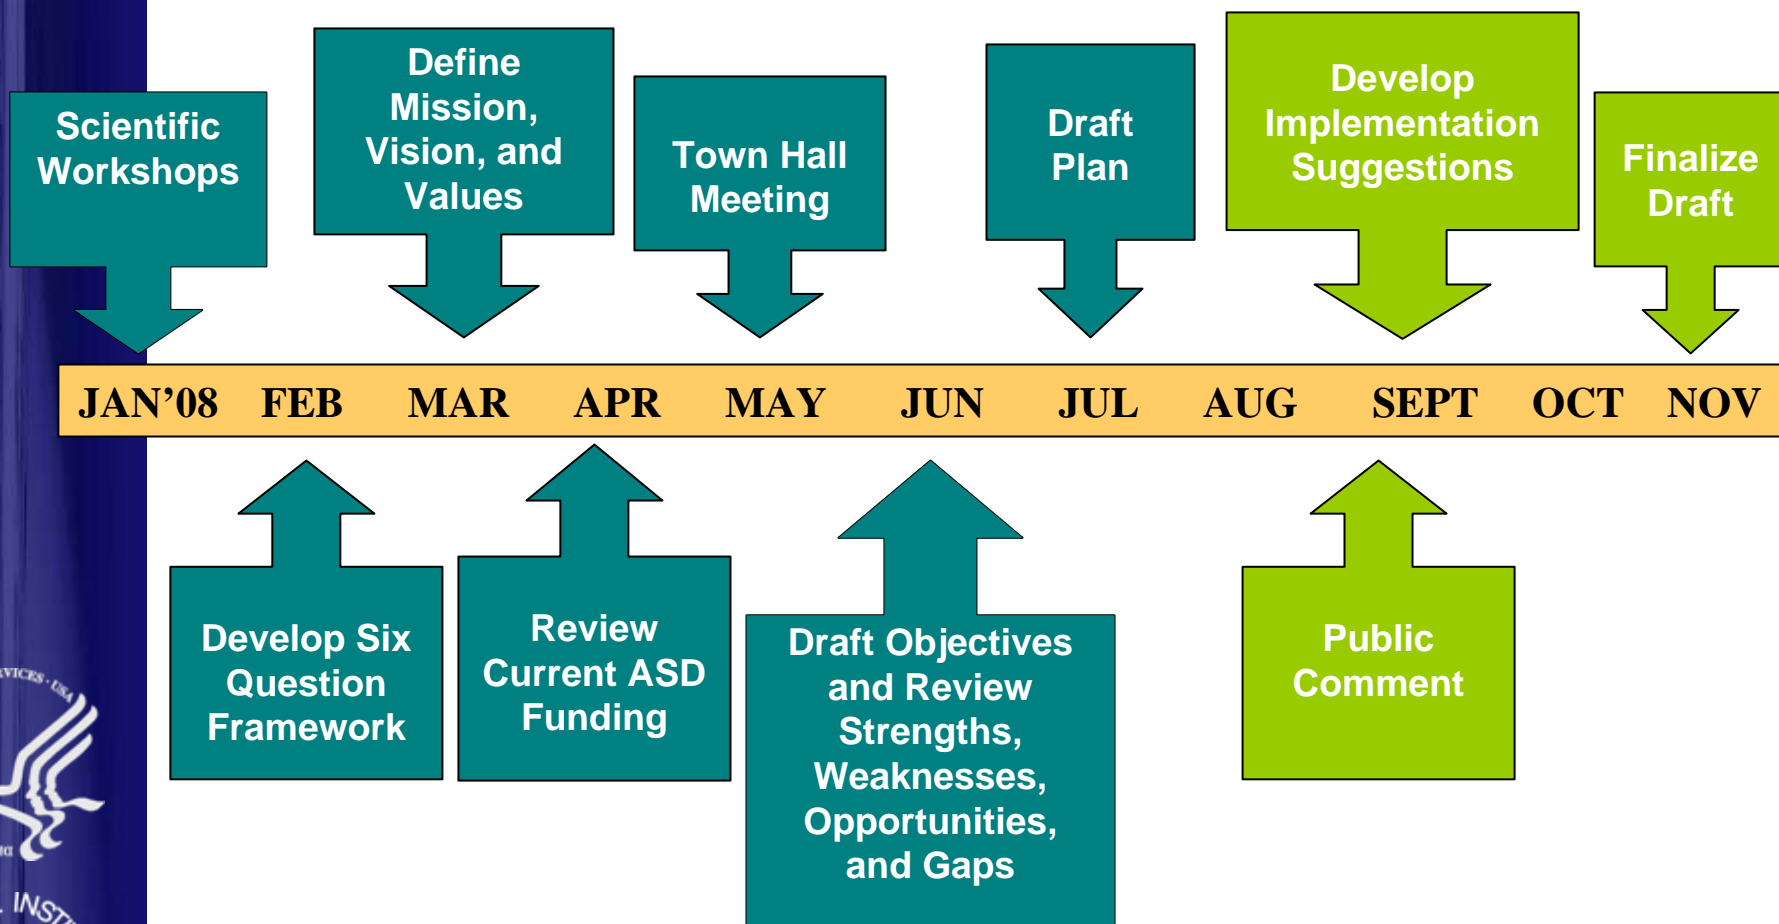 Scientific
Workshops
Define
Mission,
Vision, and
Values
Town Hall
Meeting
Draft
Plan
Develop
Implementation
Suggestions
Finalize
Draft
JAN’08 FEB MAR APR MAY JUN JUL AUG SEPT OCT NOV
Develop Six
Question
Framework
Review
Current ASD
Funding
Draft Objectives
and Review
Strengths,
Weaknesses,
Opportunities,
and Gaps
Public
Comment
USA